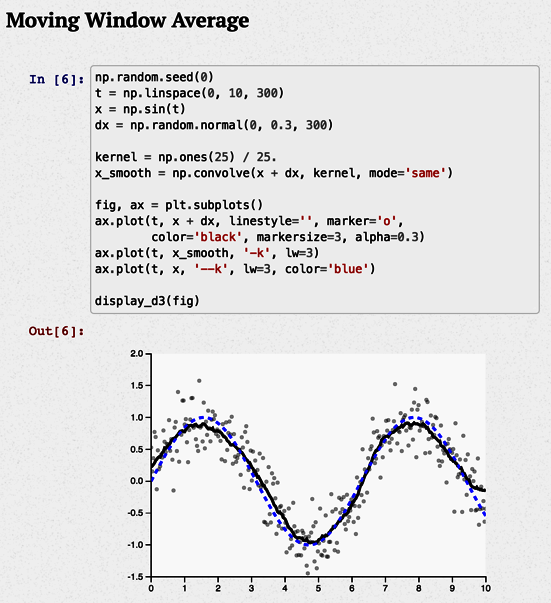 Moving Window Average
In [6]:
np.random.seed(0)
t = np.linspace(0, 10, 300)
x = np.sin(t)
dx = np.random.normal(0, 0.3, 300)
kernel = np.ones(25) / 25.
x_smooth = np.convolve(x + dx, kernel, mode='same')
fig, ax = plt.subplots()
ax.plot(t, x + dx, linestyle='', marker='o',
color='black', markersize=3, alpha=0.3)
ax.plot(t, x_smooth, '-k', lw=3)
ax.plot(t, x, '--k', lw=3, color='blue')
display_d3(fig)
Out[6]:
2.0
1.5
1.0
0.5
0.0
-0.5
-1.0
-1.5
0 1 2 3 4 5 6 7 8 9 10